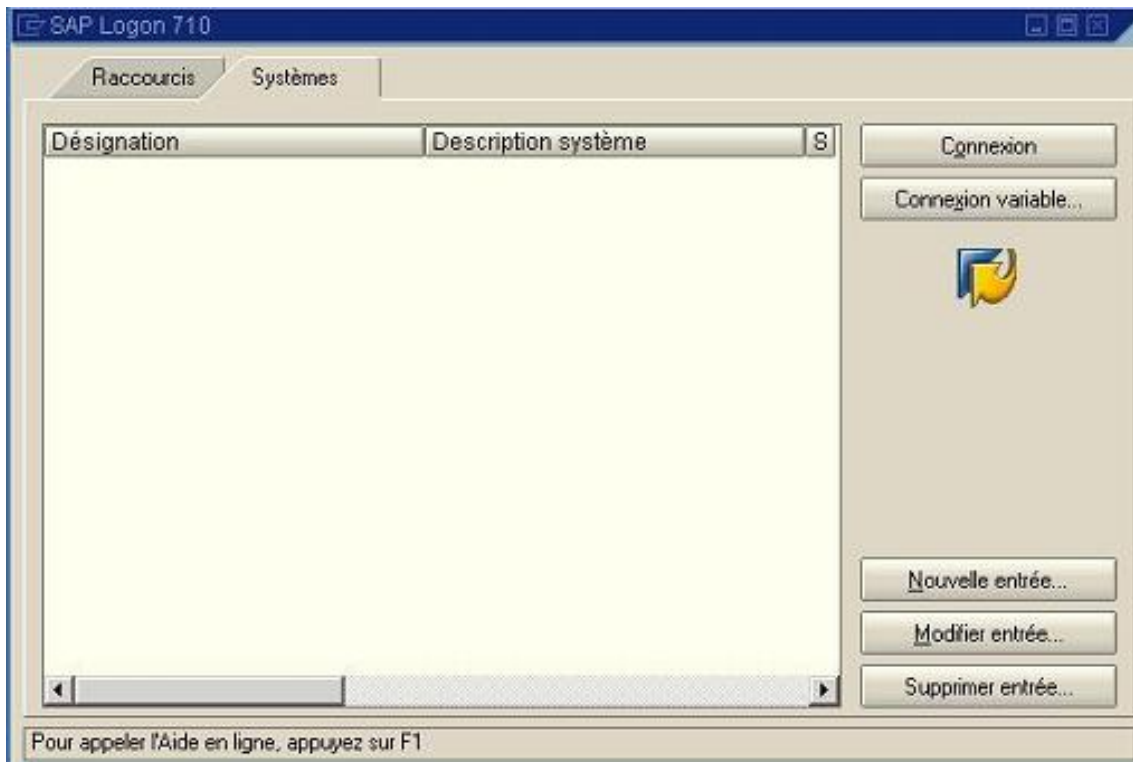 SAP Logon 710
Raccourcis
Systèmes
Désignation
Description système
S
Connexion
Connexion variable...
Nouvelle entrée...
Modifier entrée...
Supprimer entrée...
Pour appeler l'Aide en ligne, appuyez sur F1